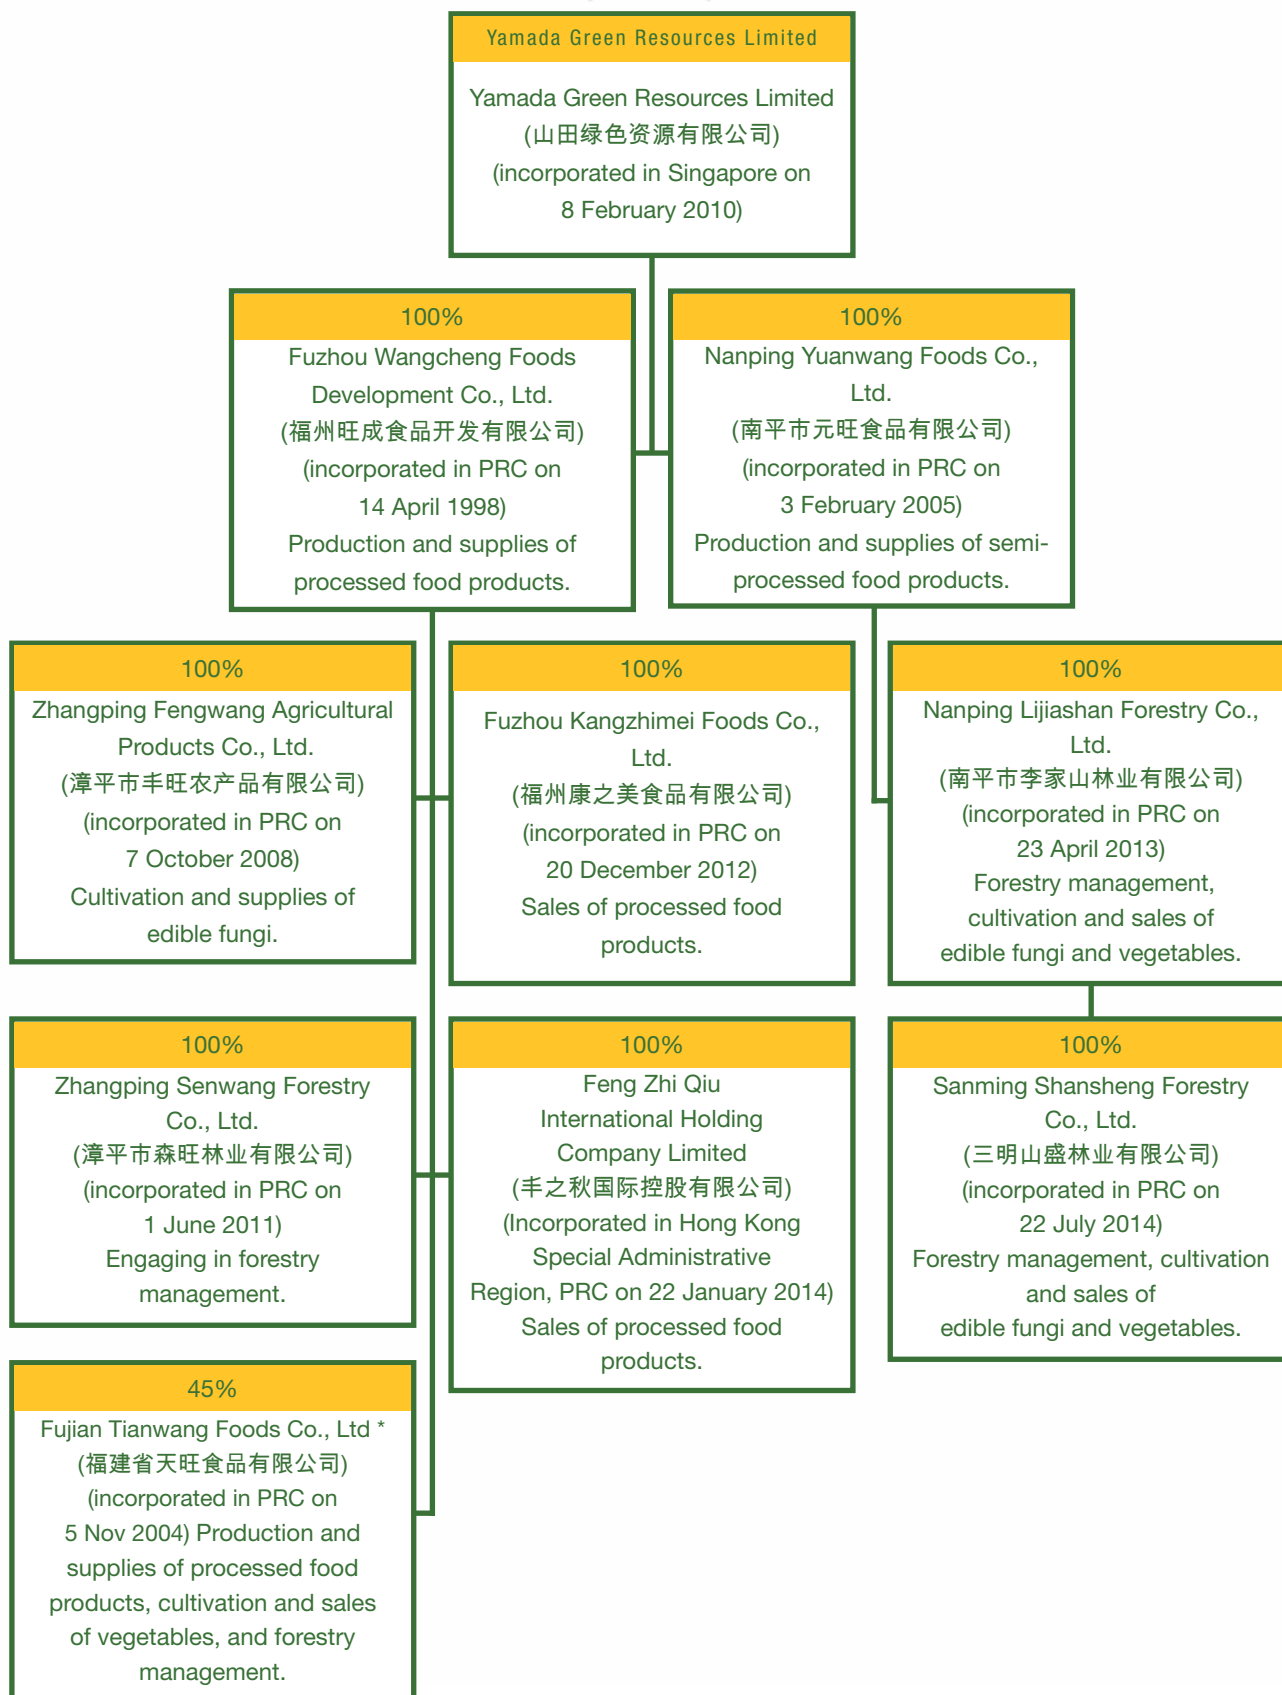 Yamada Green Resources Limited
Yamada Green Resources Limited
(山田绿色资源有限公司)
(incorporated in Singapore on
8 February 2010)
100%
Fuzhou Wangcheng Foods
Development Co., Ltd.
(福州旺成食品开发有限公司)
(incorporated in PRC on
14 April 1998)
Production and supplies of
processed food products.
100%
Nanping Yuanwang Foods Co.,
Ltd.
(南平市元旺食品有限公司)
(incorporated in PRC on
3 February 2005)
Production and supplies of semi-
processed food products.
100%
Zhangping Fengwang Agricultural
Products Co., Ltd.
(漳平市丰旺农产品有限公司)
(incorporated in PRC on
7 October 2008)
Cultivation and supplies of
edible fungi.
100%
Fuzhou Kangzhimei Foods Co.,
Ltd.
(福州康之美食品有限公司)
(incorporated in PRC on
20 December 2012)
Sales of processed food
products.
100%
Nanping Lijiashan Forestry Co.,
Ltd.
(南平市李家山林业有限公司)
(incorporated in PRC on
23 April 2013)
Forestry management,
cultivation and sales of
edible fungi and vegetables.
100%
Zhangping Senwang Forestry
Co., Ltd.
(漳平市森旺林业有限公司)
(incorporated in PRC on
1 June 2011)
Engaging in forestry
management.
100%
Feng Zhi Qiu
International Holding
Company Limited
(丰之秋国际控股有限公司)
(Incorporated in Hong Kong
Special Administrative
Region, PRC on 22 January 2014)
Sales of processed food
products.
100%
Sanming Shansheng Forestry
Co., Ltd.
(三明山盛林业有限公司)
(incorporated in PRC on
22 July 2014)
Forestry management, cultivation
and sales of
edible fungi and vegetables.
45%
Fujian Tianwang Foods Co., Ltd *
(福建省天旺食品有限公司)
(incorporated in PRC on
5 Nov 2004) Production and
supplies of processed food
products, cultivation and sales
of vegetables, and forestry
management.